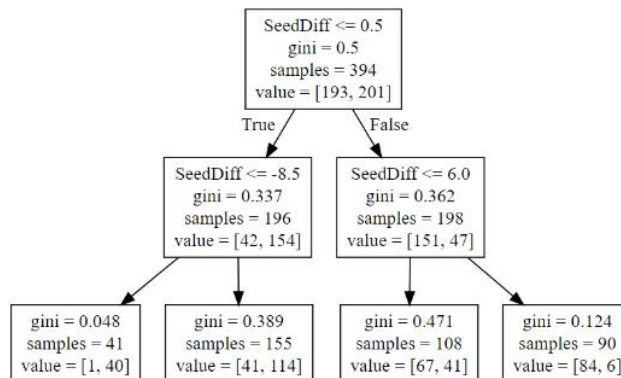 SeedDiff <= 0.5
gini = 0.5
samples = 394
value = [193, 201]
True
False
SeedDiff <= -8.5
gini = 0.337
samples = 196
value = [42, 154]
SeedDiff <= 6.0
gini = 0.362
samples = 198
value = [151, 47]
gini = 0.048
samples = 41
value = [1, 40]
gini = 0.389
samples = 155
value = [41, 114]
gini = 0.471
samples = 108
value = [67, 41]
gini = 0.124
samples = 90
value = [84, 6]